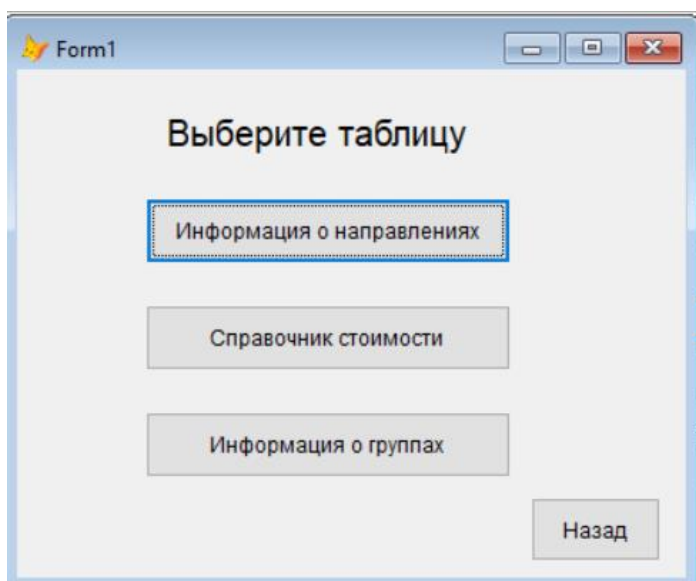 Form1
Выберите таблицу
Информация о направлениях
Справочник стоимости
Информация о группах
Назад